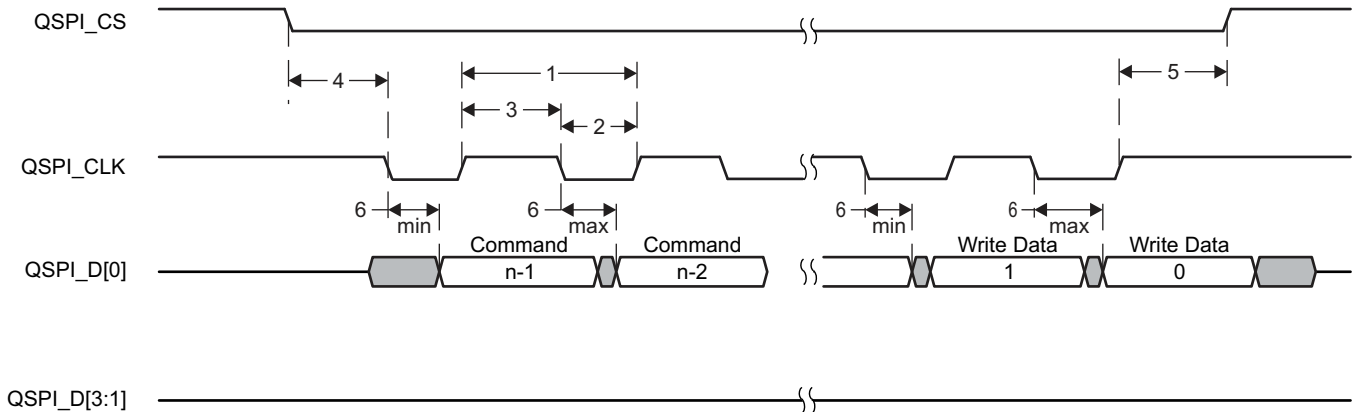 QSPI_CS
4
1
5
3
2
QSPI_CLK
6 min
6 max
6 min
6 max
Command Command Write Data Write Data
QSPI_D[0]
n-1 n-2 1 0
QSPI_D[3:1]